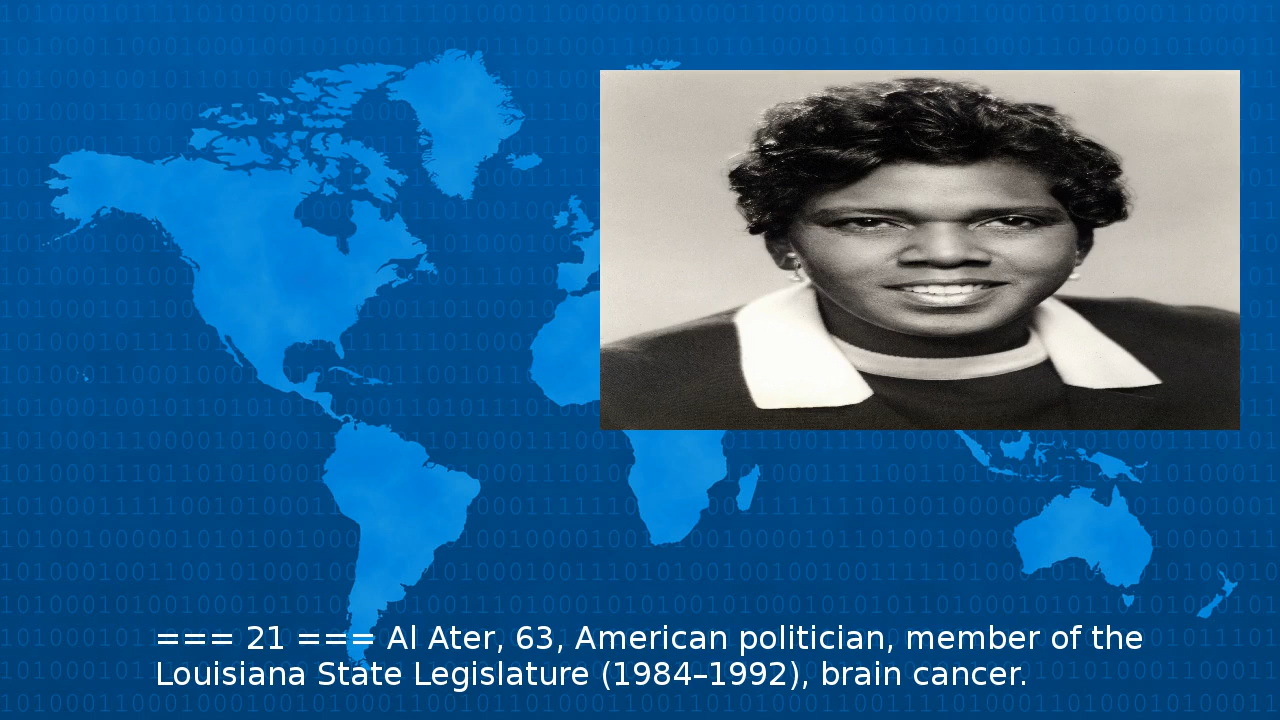 === 21 === Al Ater, 63, American politician, member of the
Louisiana State Legislature (1984–1992), brain cancer.